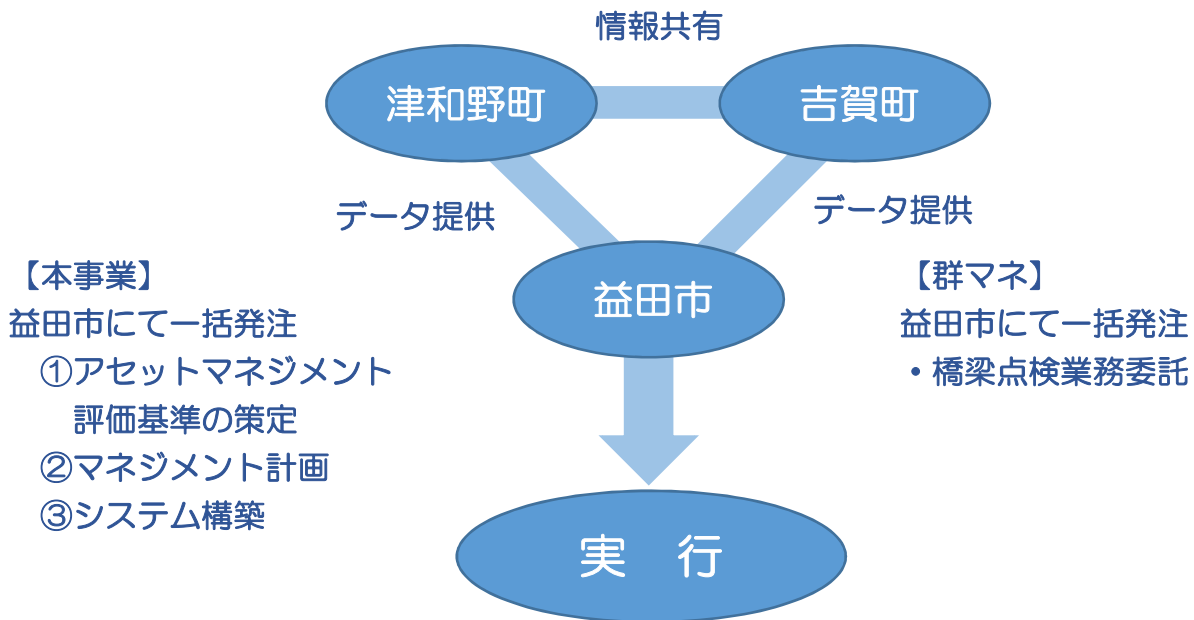 情報共有
津和野町
吉賀町
データ提供
データ提供
益田市
【本事業】
益田市にて一括発注
①アセットマネジメント
評価基準の策定
②マネジメント計画
③システム構築
【群マネ】
益田市にて一括発注
・橋梁点検業務委託
実　行